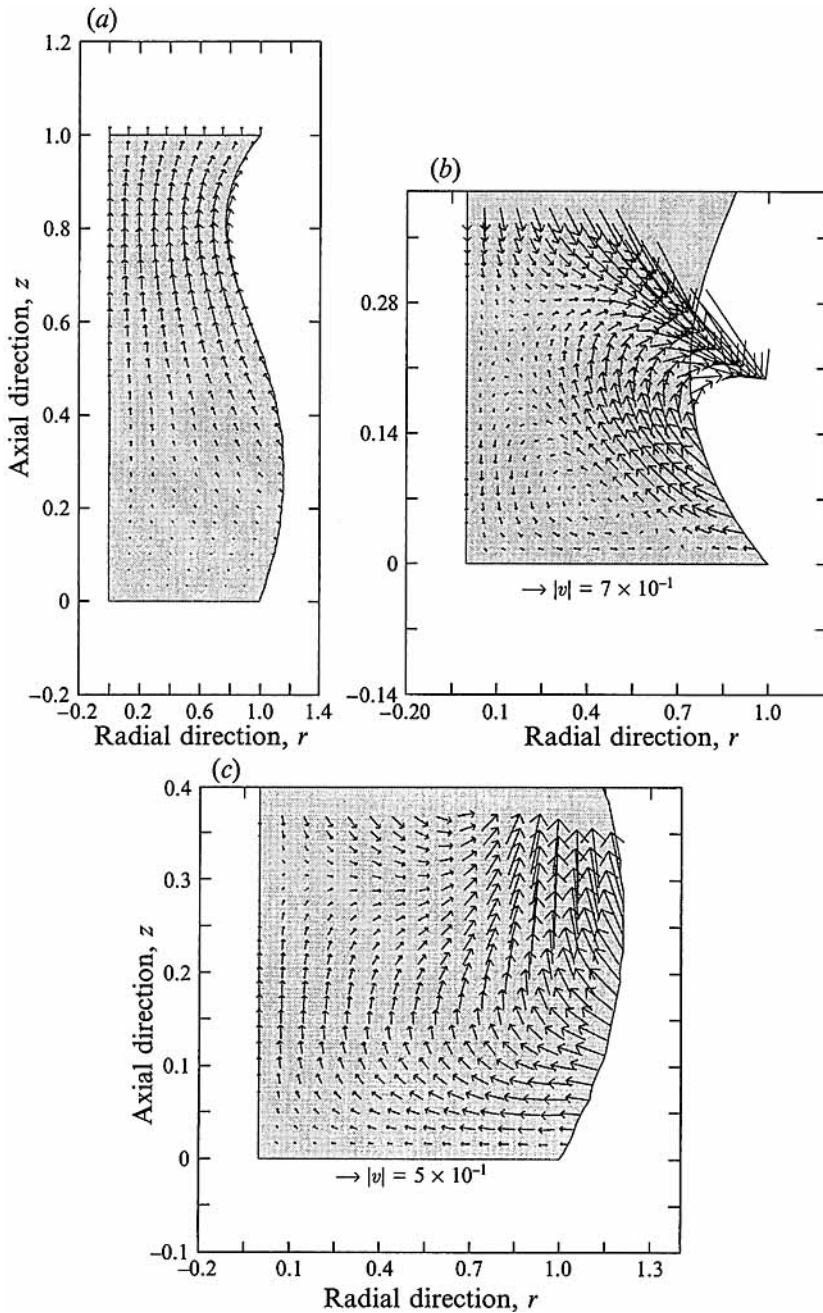 (a)
1.2
1.0
0.8
0.6
0.4
0.2
0
−0.2
Axial direction, z
−0.2 0.2 0.6 1.0 1.4
Radial direction, r
(b)
0.28
0.14
0
−0.14
→ |v| = 7 × 10⁻¹
−0.20 0.1 0.4 0.7 1.0
Radial direction, r
(c)
0.4
0.3
0.2
0.1
0
−0.1
Axial direction, z
→ |v| = 5 × 10⁻¹
−0.2 0.1 0.4 0.7 1.0 1.3
Radial direction, r